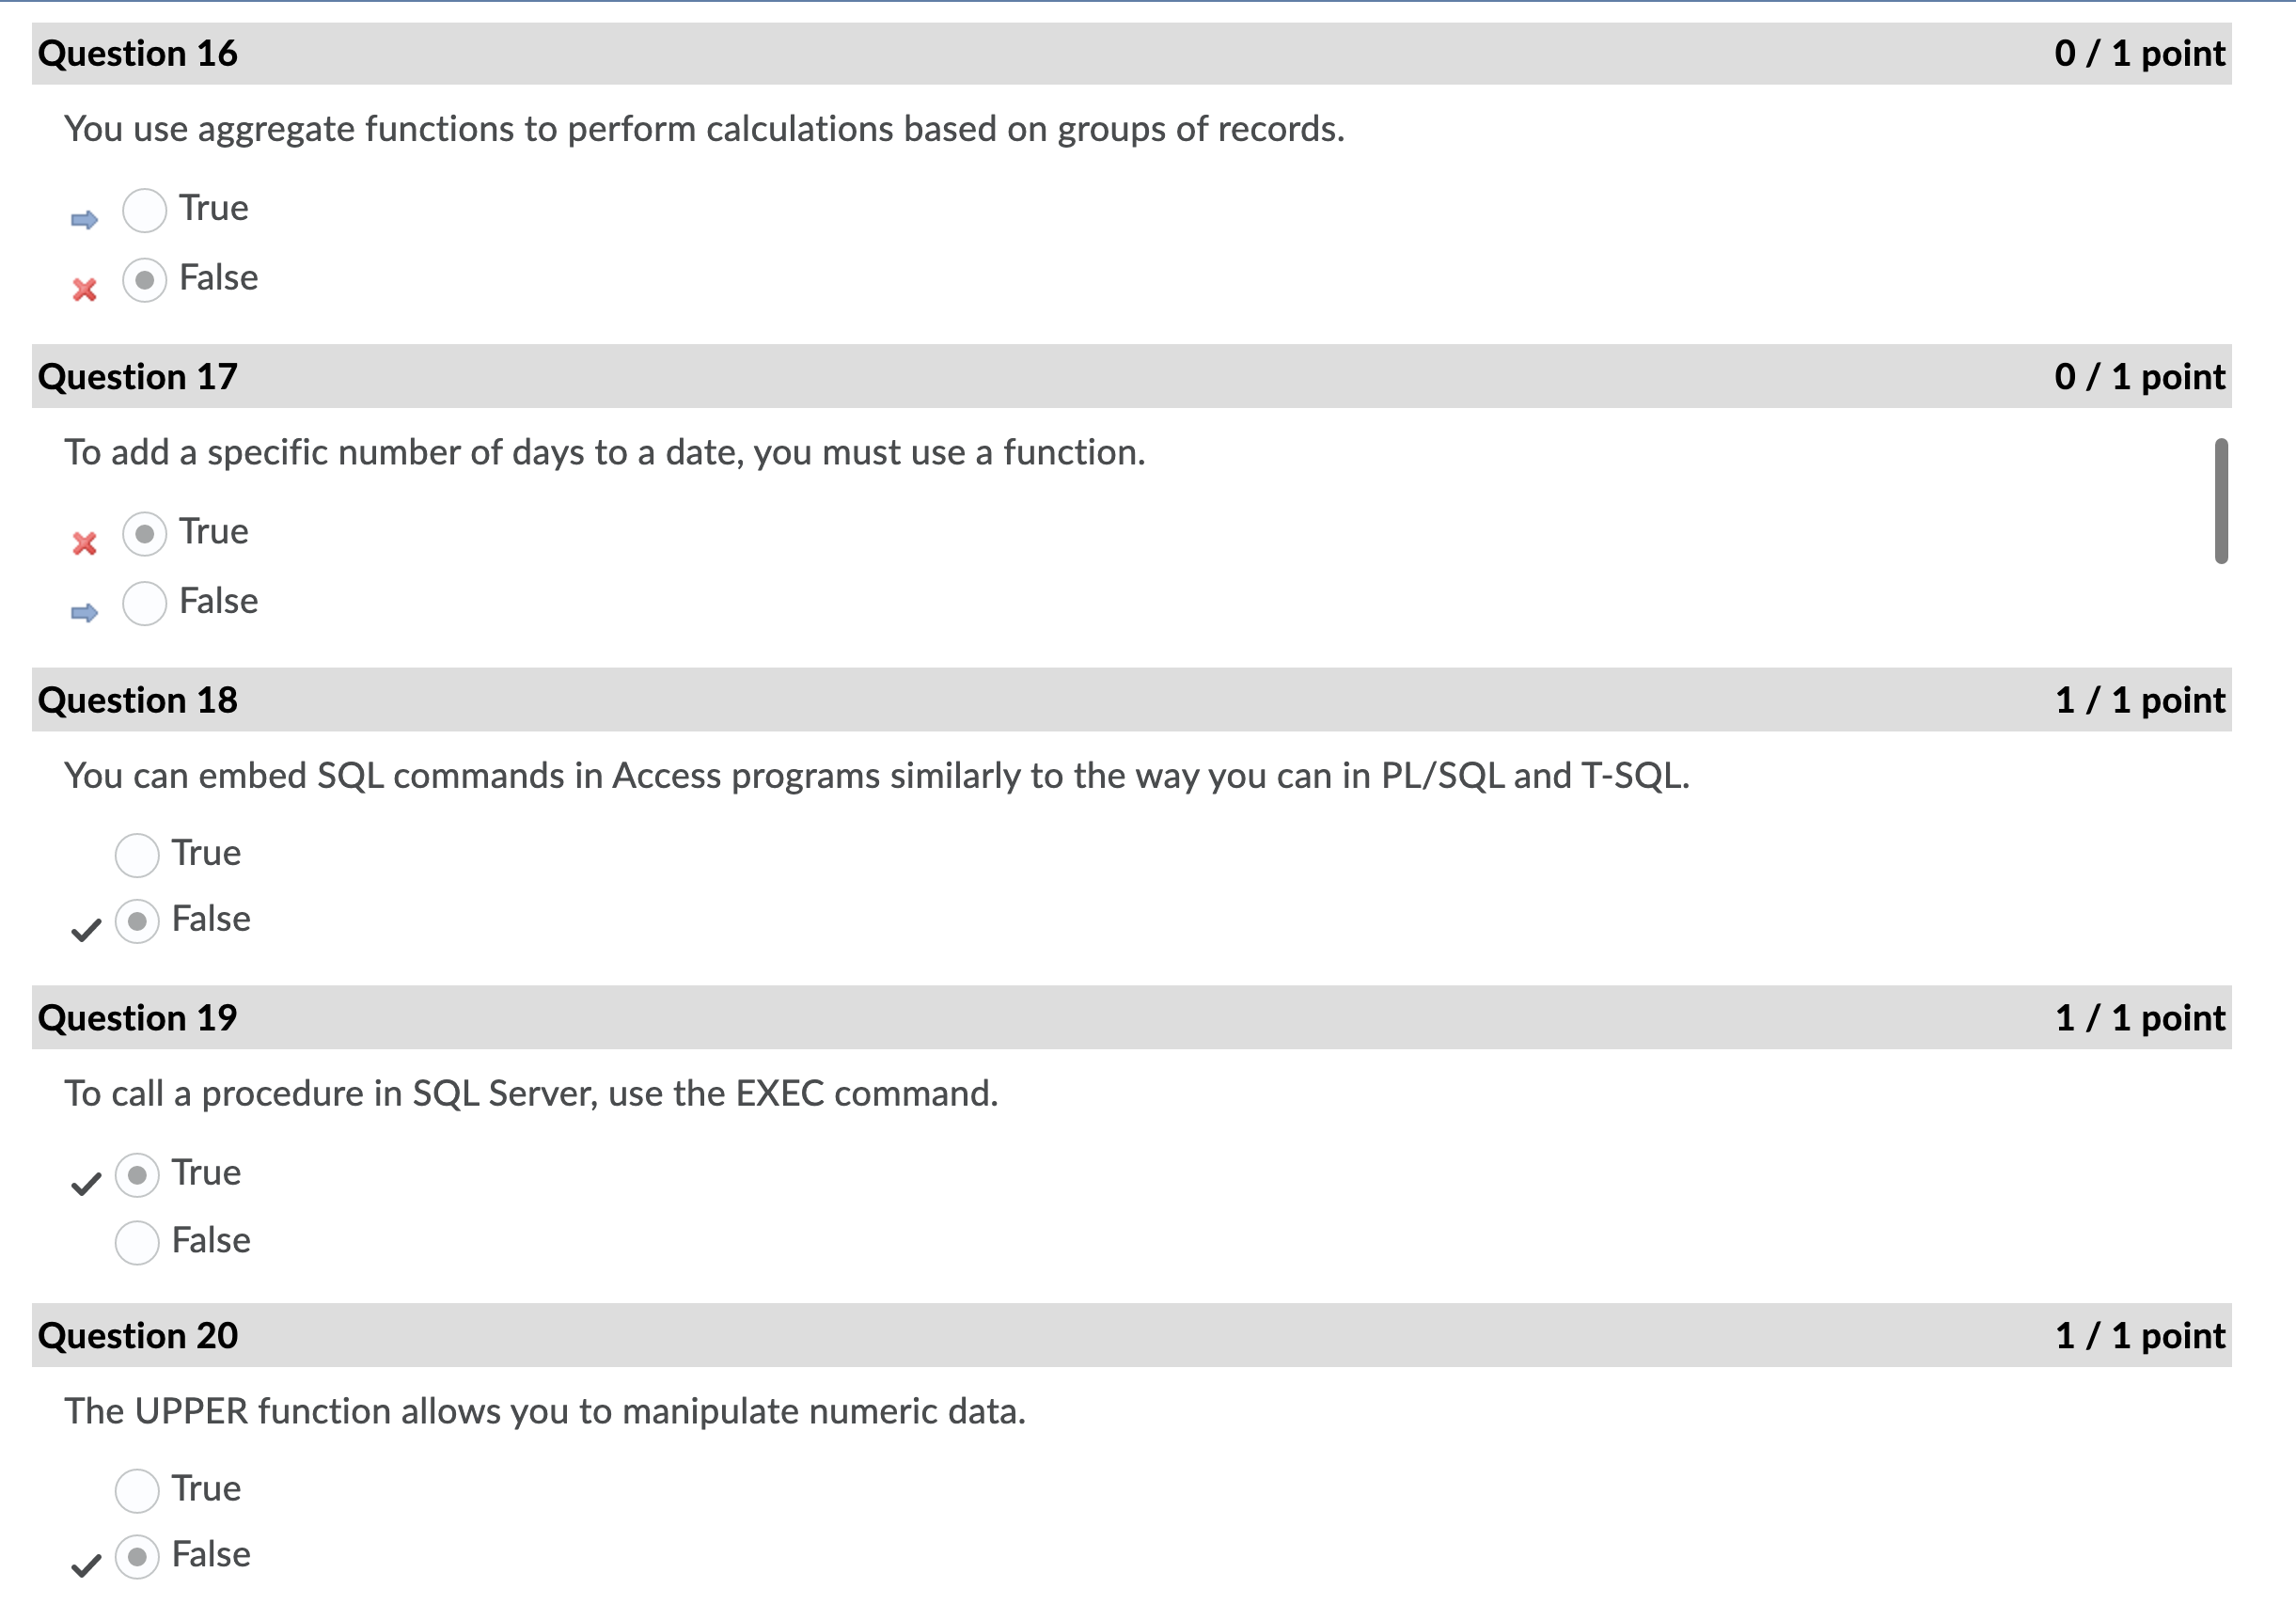 Question 16 0 / 1 point
You use aggregate functions to perform calculations based on groups of records.
True
False
Question 17 0 / 1 point
To add a specific number of days to a date, you must use a function.
True
False
Question 18 1 / 1 point
You can embed SQL commands in Access programs similarly to the way you can in PL/SQL and T-SQL.
True
False
Question 19 1 / 1 point
To call a procedure in SQL Server, use the EXEC command.
True
False
Question 20 1 / 1 point
The UPPER function allows you to manipulate numeric data.
True
False